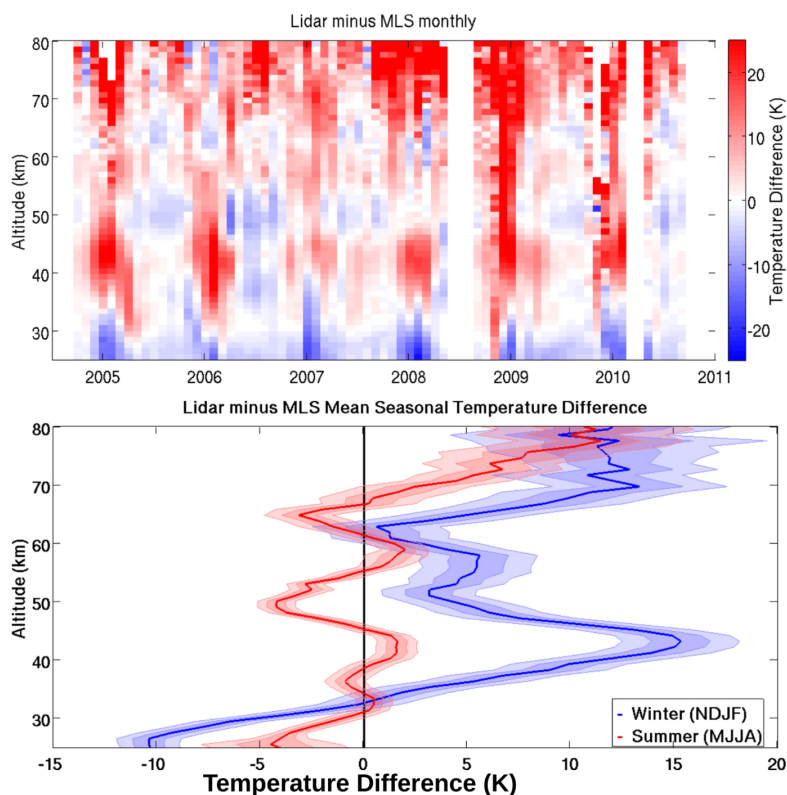 Lidar minus MLS monthly
80
70
60
50
40
30
Altitude (km)
2005 2006 2007 2008 2009 2010 2011
20
10
0
-10
-20
Temperature Difference (K)
Lidar minus MLS Mean Seasonal Temperature Difference
80
70
60
50
40
30
Altitude (km)
-15 -10 -5 0 5 10 15 20
Temperature Difference (K)
Winter (NDJF)
Summer (MJJA)